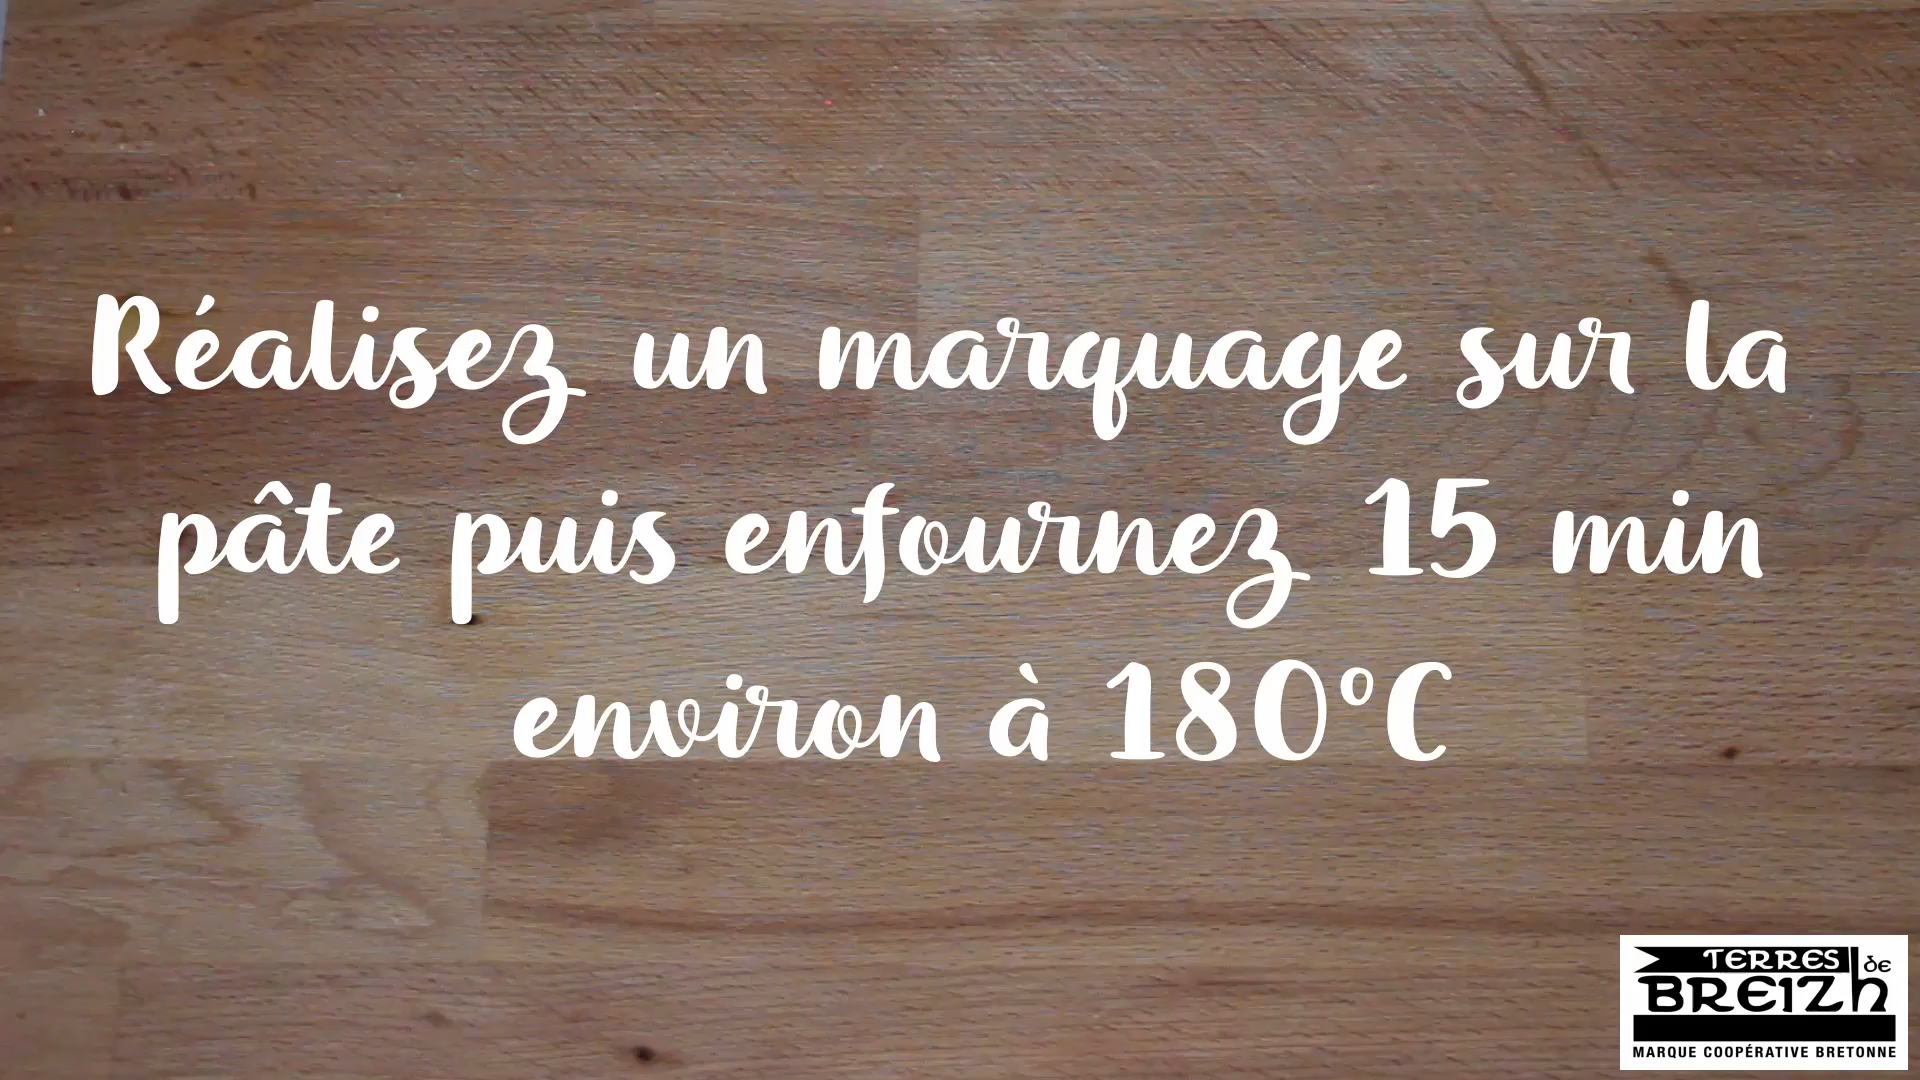 Réalisez un marquage sur la
pâte puis enfournez 15 min
environ à 180°C
TERRES DE
BREIZH
MARQUE COOPÉRATIVE BRETONNE